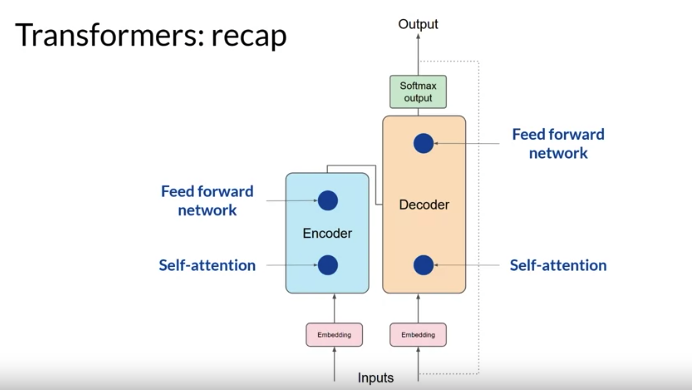 Transformers: recap
Output
Softmax
output
Feed forward
network
Feed forward
network
Decoder
Encoder
Self-attention
Self-attention
Embedding
Embedding
Inputs